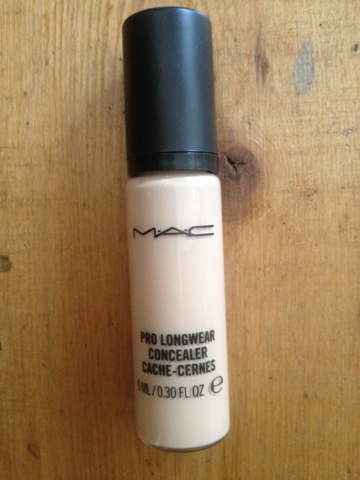 M·A·C
PRO LONGWEAR
CONCEALER
CACHE-CERNES
9 ML / 0.30 FL OZ ℮